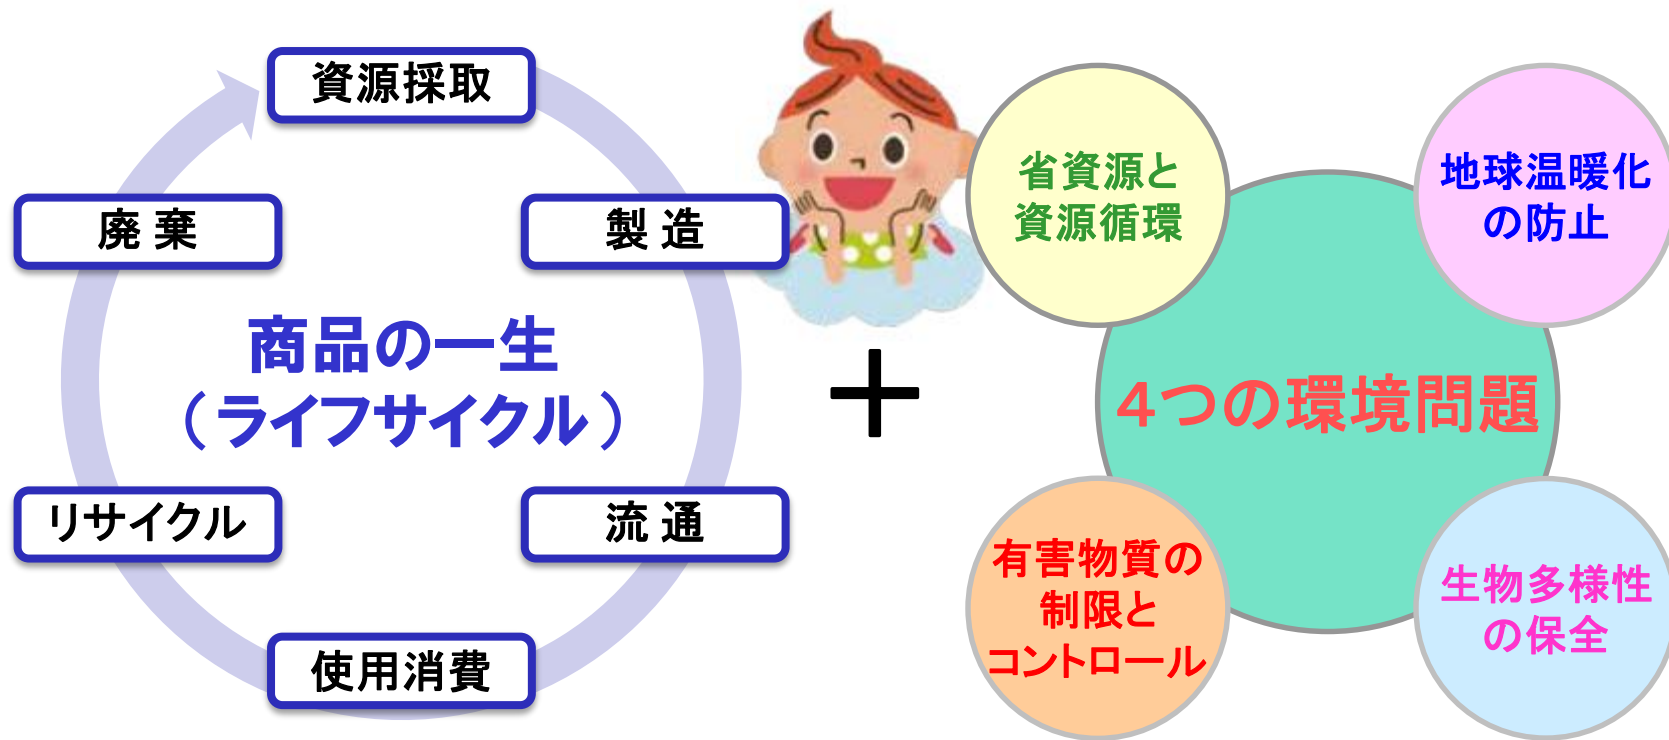 資源採取
製 造
流 通
使用消費
リサイクル
廃 棄
商品の一生
（ライフサイクル）
＋
省資源と
資源循環
地球温暖化
の防止
4つの環境問題
有害物質の
制限と
コントロール
生物多様性
の保全